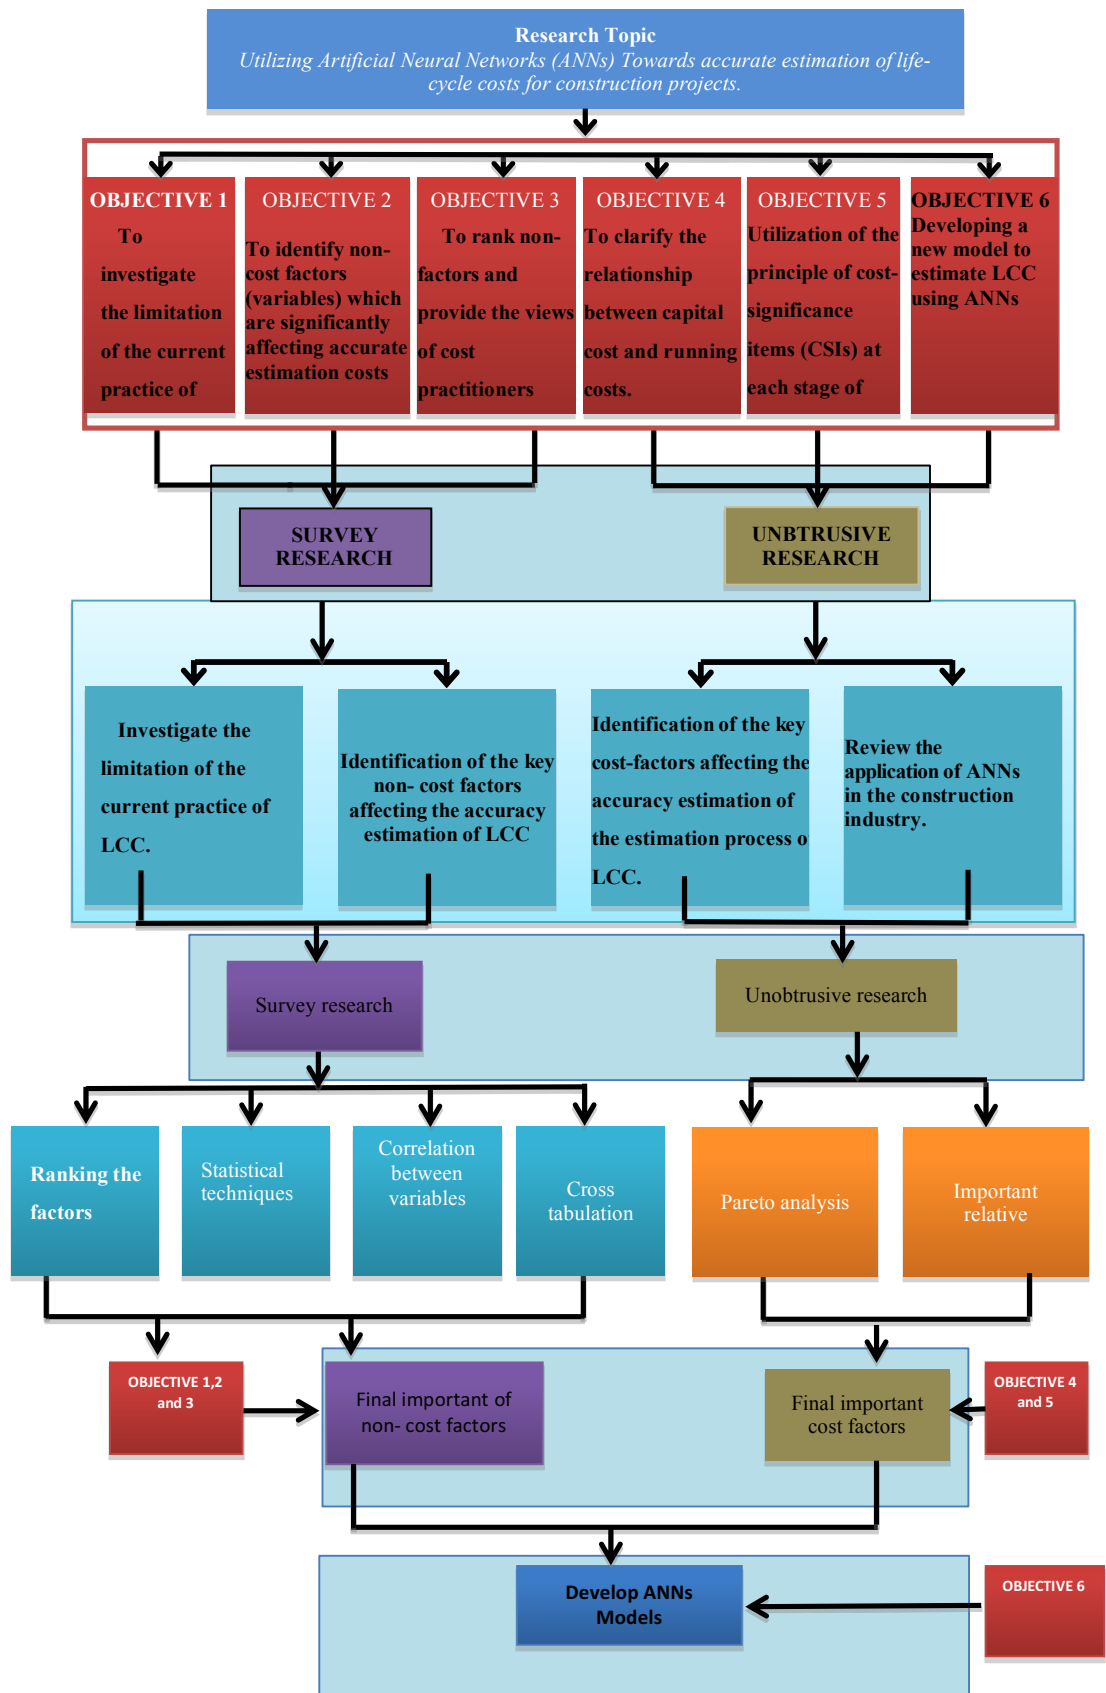 Research Topic
Utilizing Artificial Neural Networks (ANNs) Towards accurate estimation of life-
cycle costs for construction projects.
OBJECTIVE 1
To
investigate
the limitation
of the current
practice of
OBJECTIVE 2
To identify non-
cost factors
(variables) which
are significantly
affecting accurate
estimation costs
OBJECTIVE 3
To rank non-
factors and
provide the views
of cost
practitioners
OBJECTIVE 4
To clarify the
relationship
between capital
cost and running
costs.
OBJECTIVE 5
Utilization of the
principle of cost-
significance
items (CSIs) at
each stage of
OBJECTIVE 6
Developing a
new model to
estimate LCC
using ANNs
SURVEY
RESEARCH
UNBTRUSIVE
RESEARCH
Investigate the
limitation of the
current practice of
LCC.
Identification of the key
non- cost factors
affecting the accuracy
estimation of LCC
Identification of the key
cost-factors affecting the
accuracy estimation of
the estimation process o
LCC.
Review the
application of ANNs
in the construction
industry.
Survey research
Unobtrusive research
Ranking the
factors
Statistical
techniques
Correlation
between
variables
Cross
tabulation
Pareto analysis
Important
relative
OBJECTIVE 1,2
and 3
Final important of
non- cost factors
Final important
cost factors
OBJECTIVE 4
and 5
Develop ANNs
Models
OBJECTIVE 6